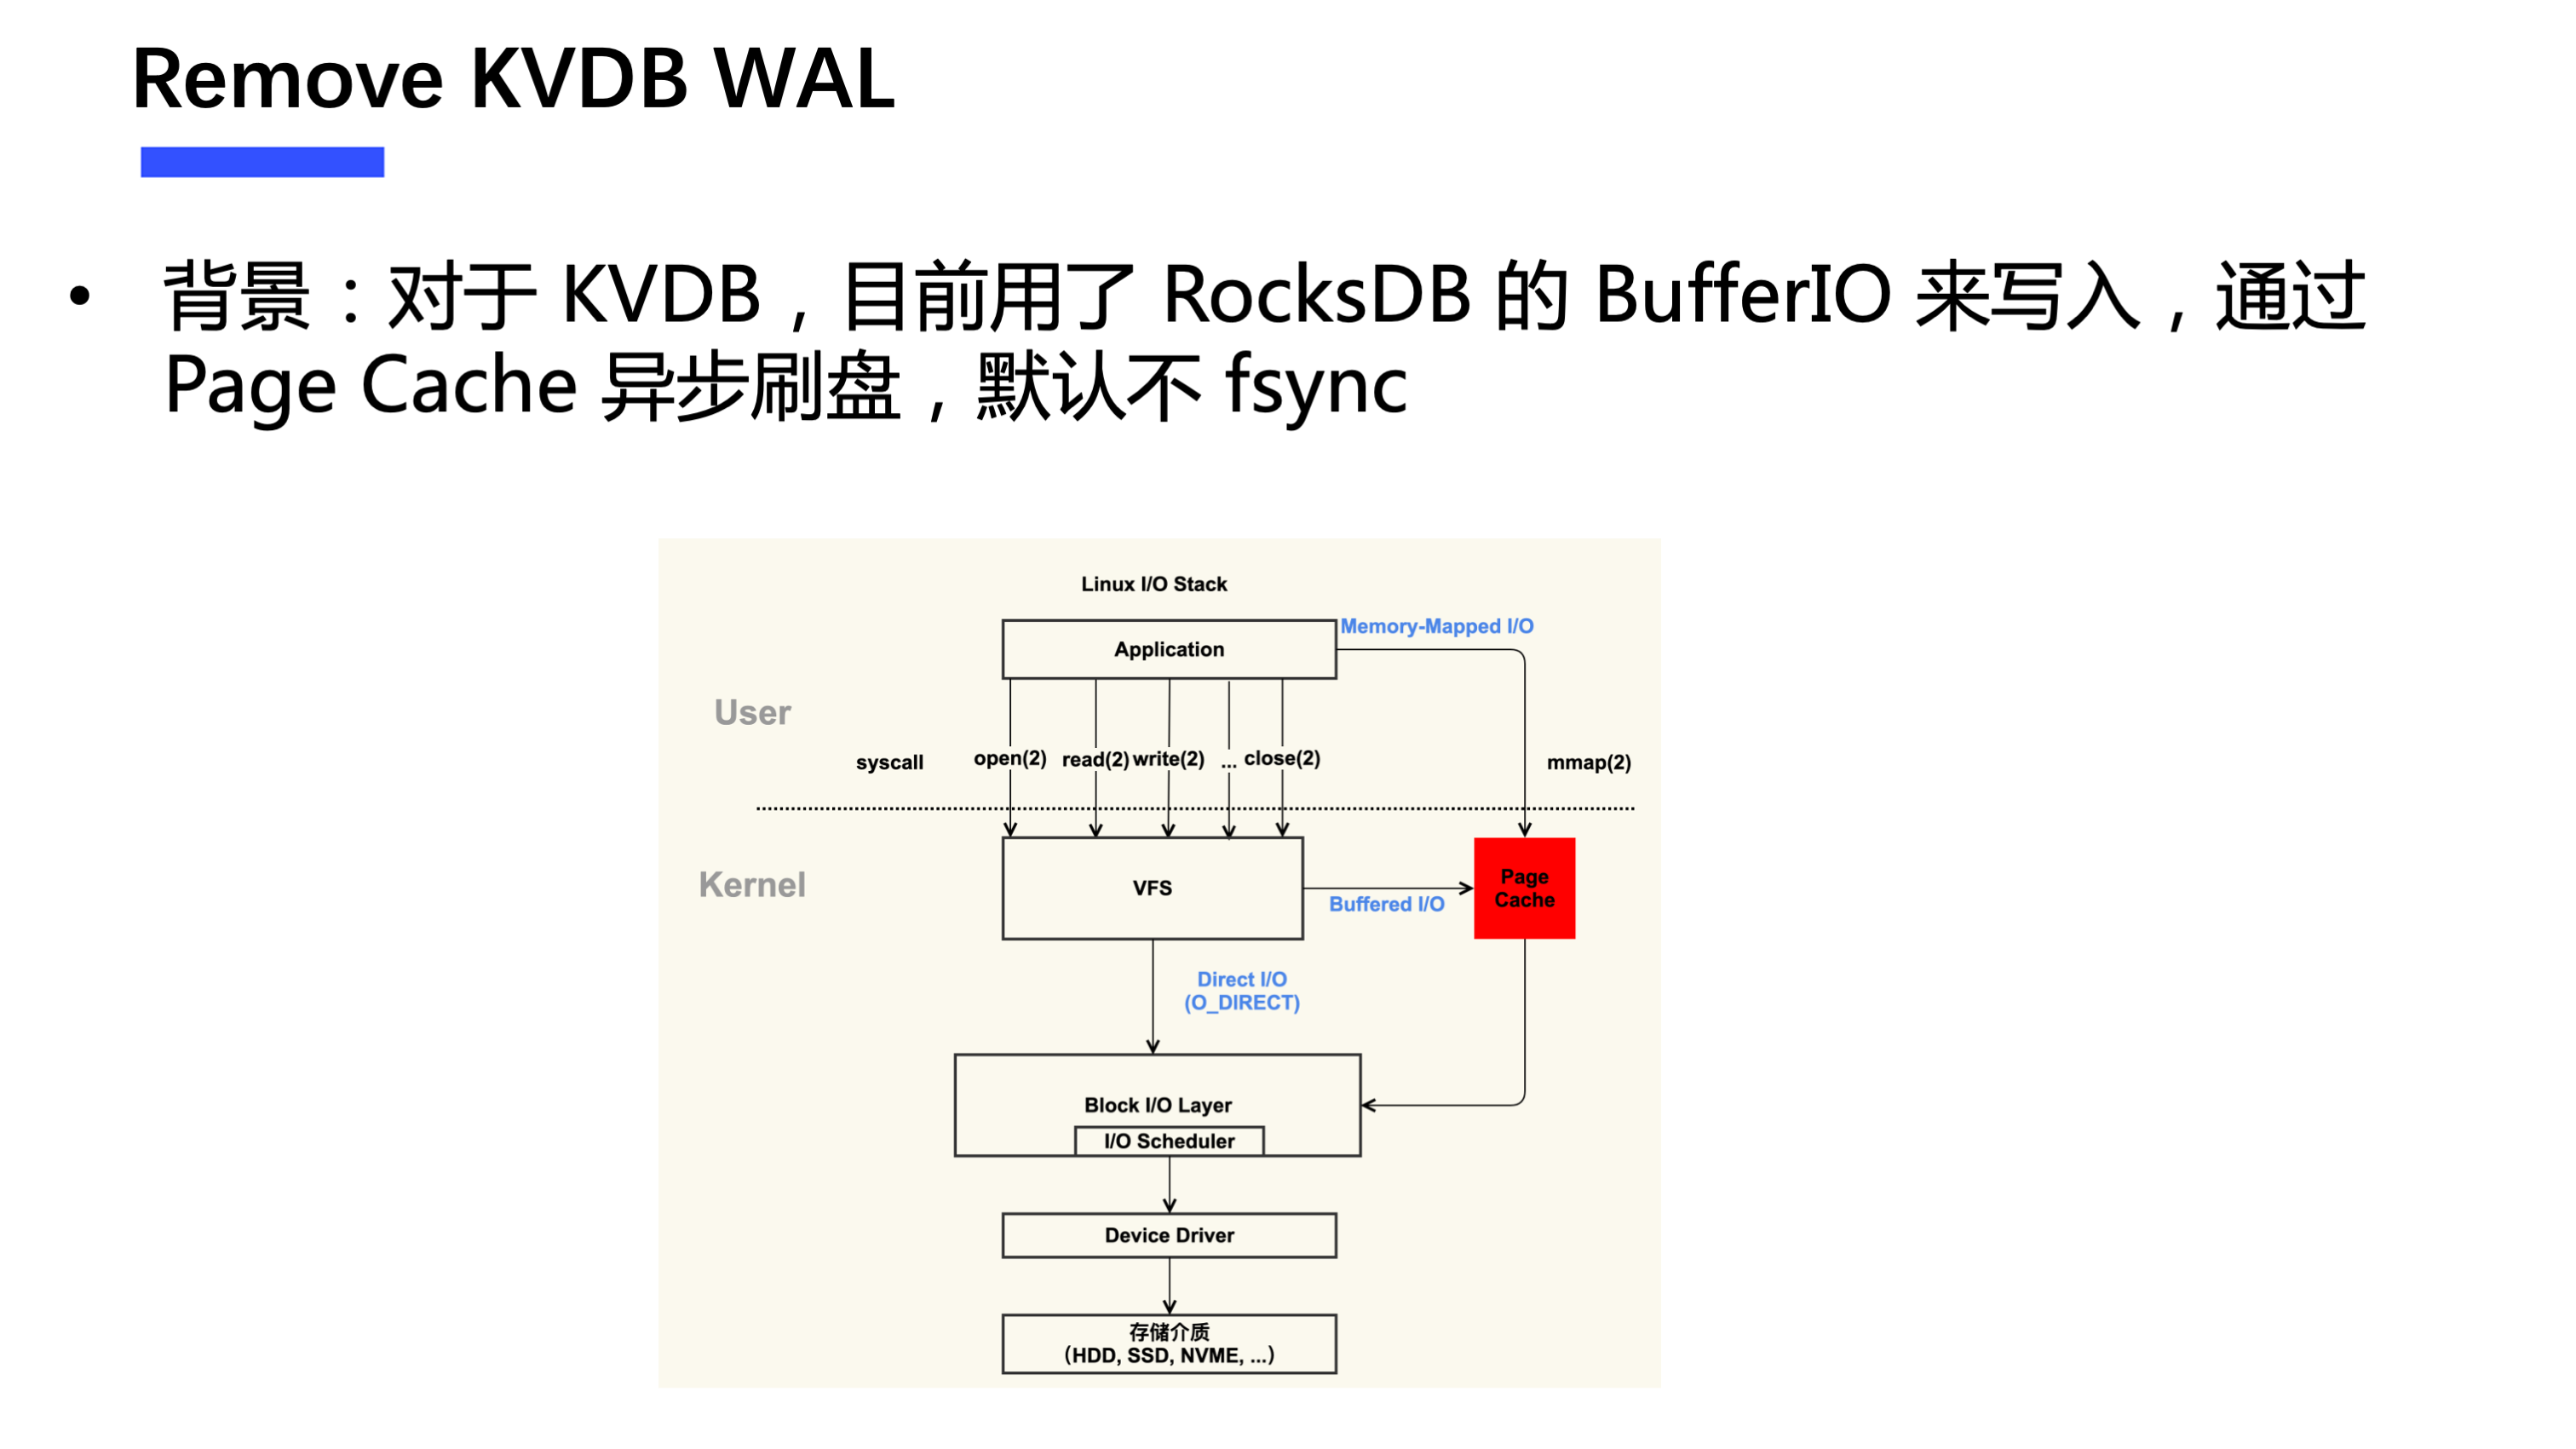 Remove KVDB WAL
• 背景：对于 KVDB，目前用了 RocksDB 的 BufferIO 来写入，通过
Page Cache 异步刷盘，默认不 fsync
Linux I/O Stack
Application
Memory-Mapped I/O
User
syscall
open(2)
read(2)
write(2)
...
close(2)
mmap(2)
Kernel
VFS
Buffered I/O
Page
Cache
Direct I/O
(O_DIRECT)
Block I/O Layer
I/O Scheduler
Device Driver
存储介质
（HDD, SSD, NVME, ...）